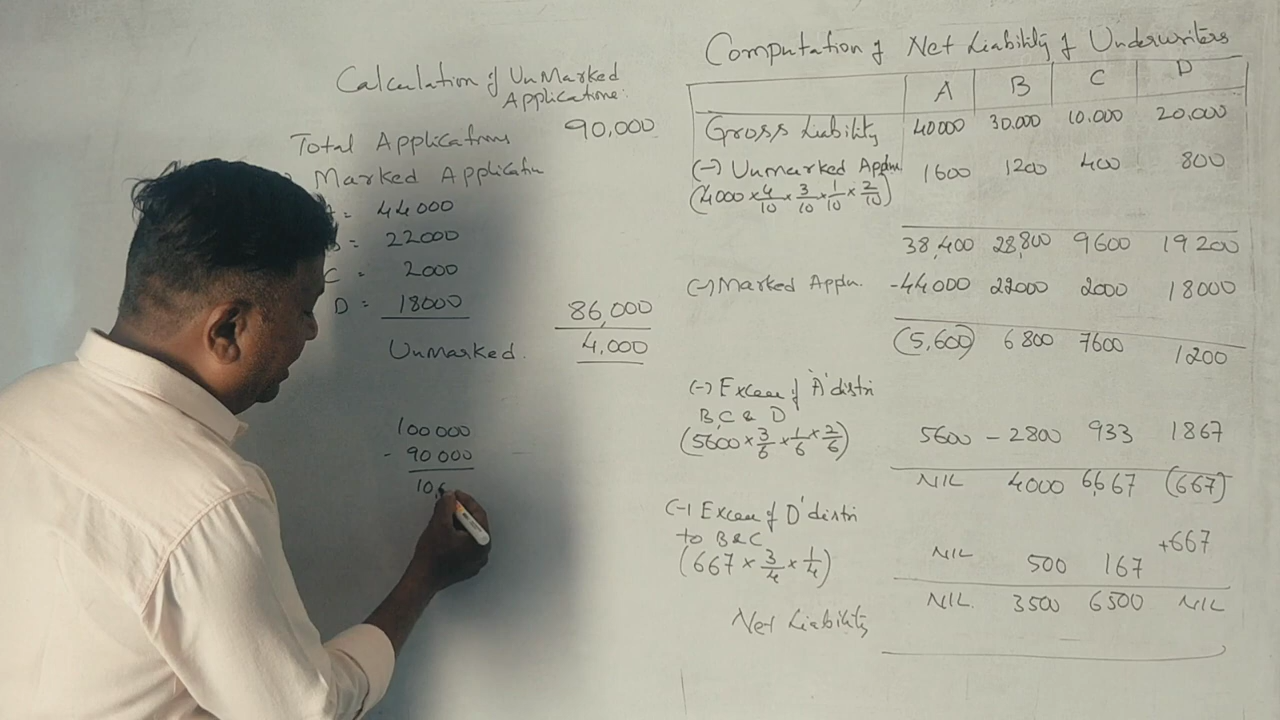 Calculation of UnMarked
Applications:
Total Applications 90,000
Marked Application
= 44000
= 22000
C = 2000
D = 18000 86,000
UnMarked. 4,000
100000
- 90000
10,
Computation of Net Liability of Underwriters
A B C D
Gross Liability 40000 30.000 10.000 20.000
(-) Unmarked Appln 1600 1200 400 800
(4000 × 4/10 × 3/10 × 1/10 × 2/10)
38,400 28,800 9600 19200
(-) Marked Appln. -44000 22000 2000 18000
(5,600) 6800 7600 1200
(-) Excess of 'A' distri
B, C & D
(5600 × 3/6 × 1/6 × 2/6) 5600 - 2800 933 1867
NIL 4000 6,667 (667)
(-) Excess of D' distri
to B & C +667
(667 × 3/4 × 1/4) NIL 500 167
NIL. 3500 6500 NIL
Net Liability